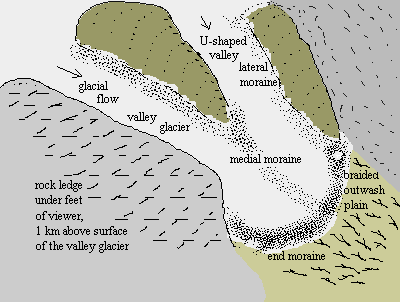 U-shaped
valley
lateral
moraine
glacial
flow
valley
glacier
medial moraine
braided
outwash
plain
rock ledge
under feet
of viewer,
1 km above surface
of the valley glacier
end moraine